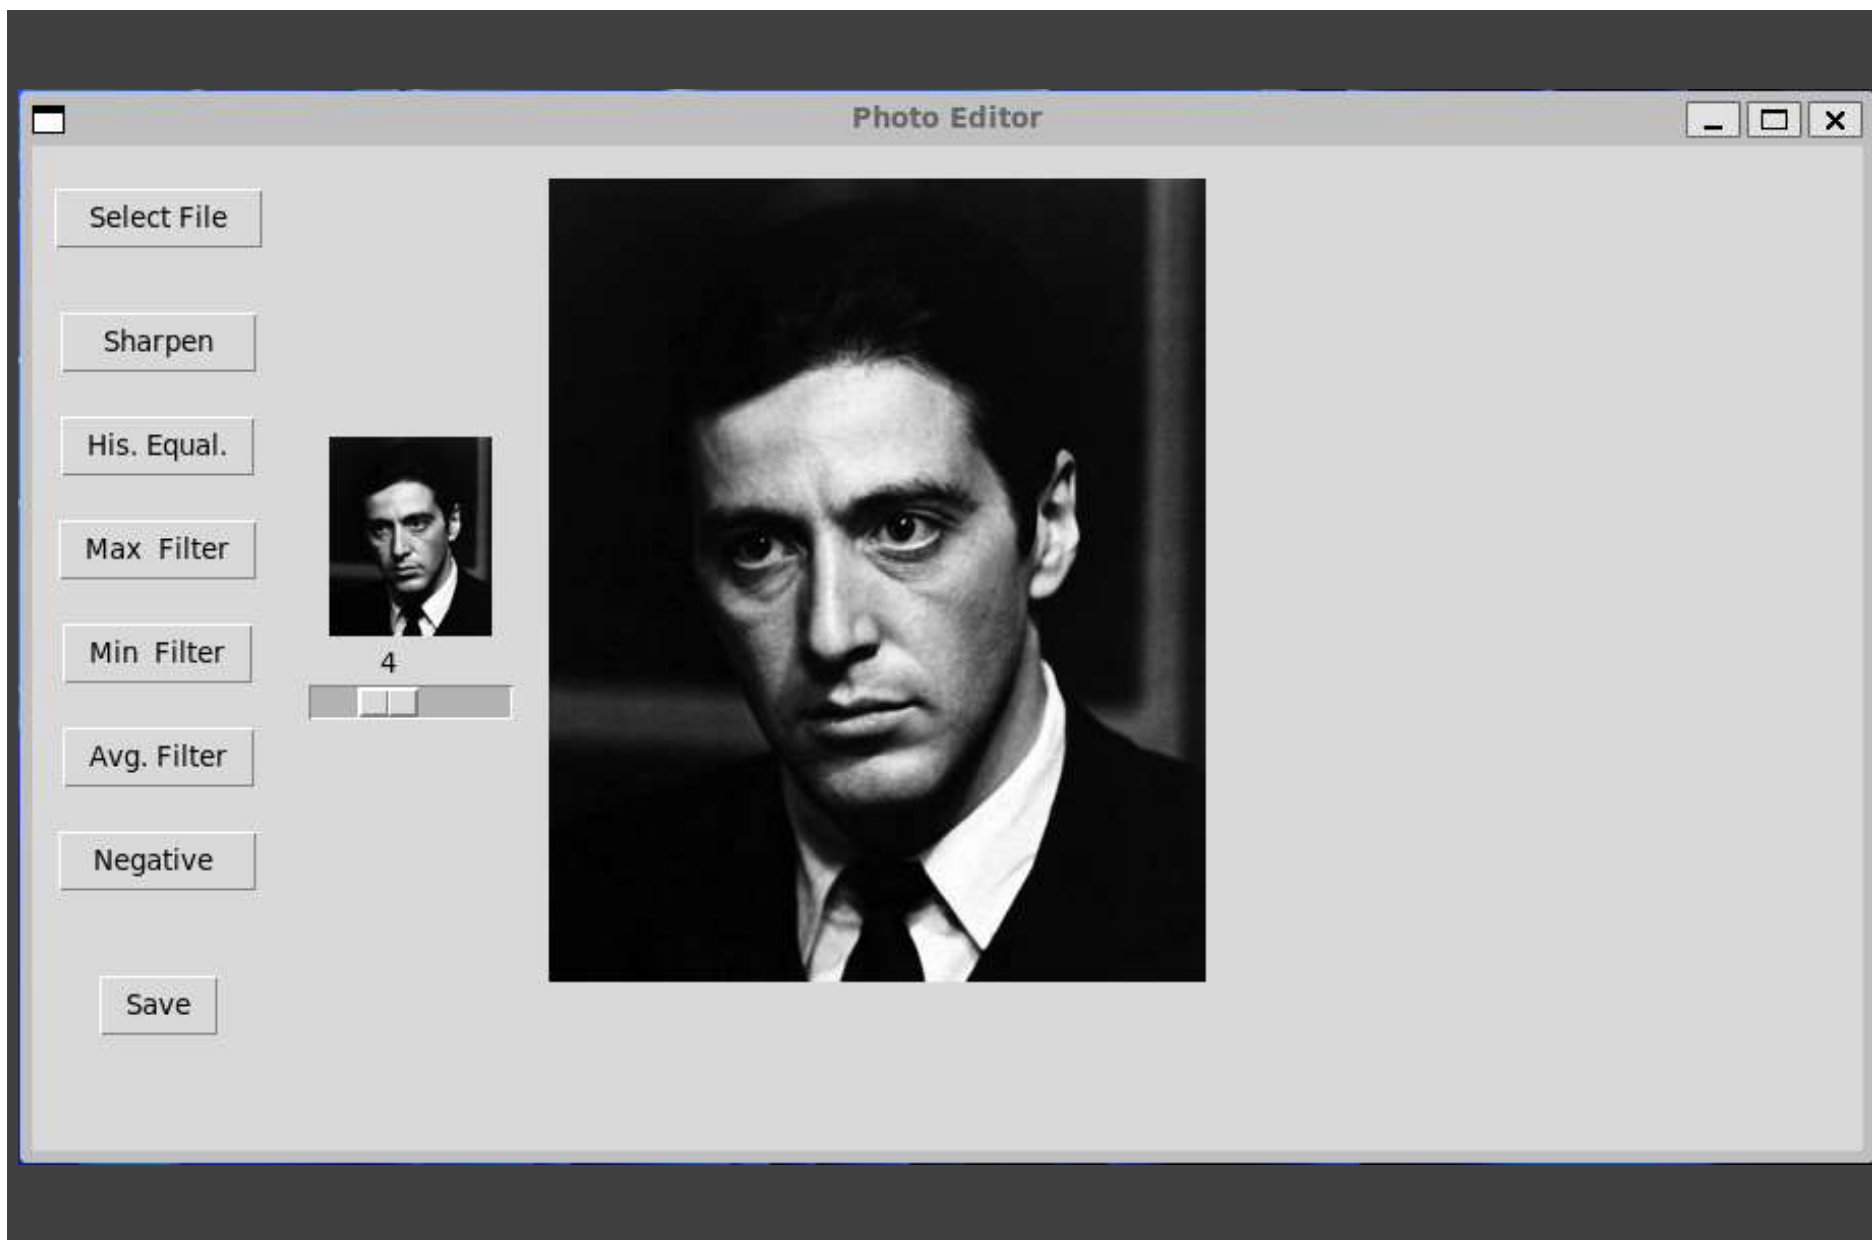 Photo Editor
Select File
Sharpen
His. Equal.
Max Filter
Min Filter
4
Avg. Filter
Negative
Save